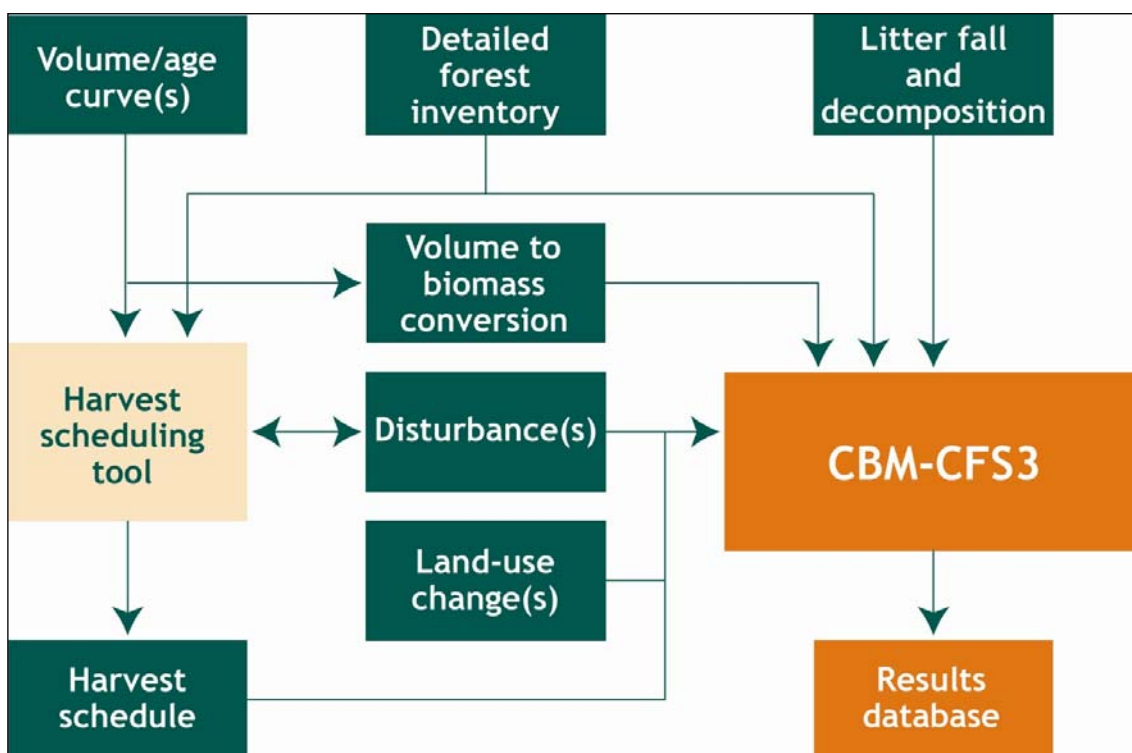 Volume/age
curve(s)
Detailed
forest
inventory
Litter fall
and
decomposition
Volume to
biomass
conversion
Harvest
scheduling
tool
Disturbance(s)
CBM-CFS3
Land-use
change(s)
Harvest
schedule
Results
database